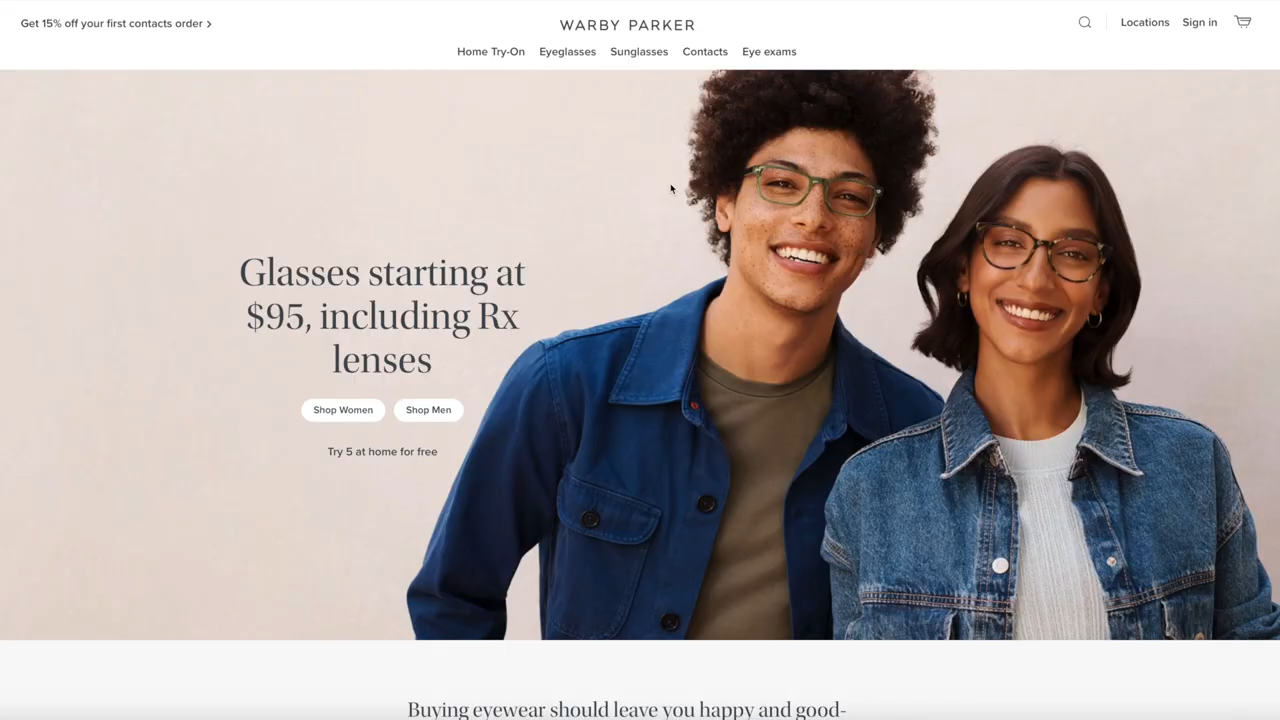 Get 15% off your first contacts order
WARBY PARKER
Locations
Sign in
Home Try-On
Eyeglasses
Sunglasses
Contacts
Eye exams
Glasses starting at
$95, including Rx
lenses
Shop Women
Shop Men
Try 5 at home for free
Buying eyewear should leave you happy and good-